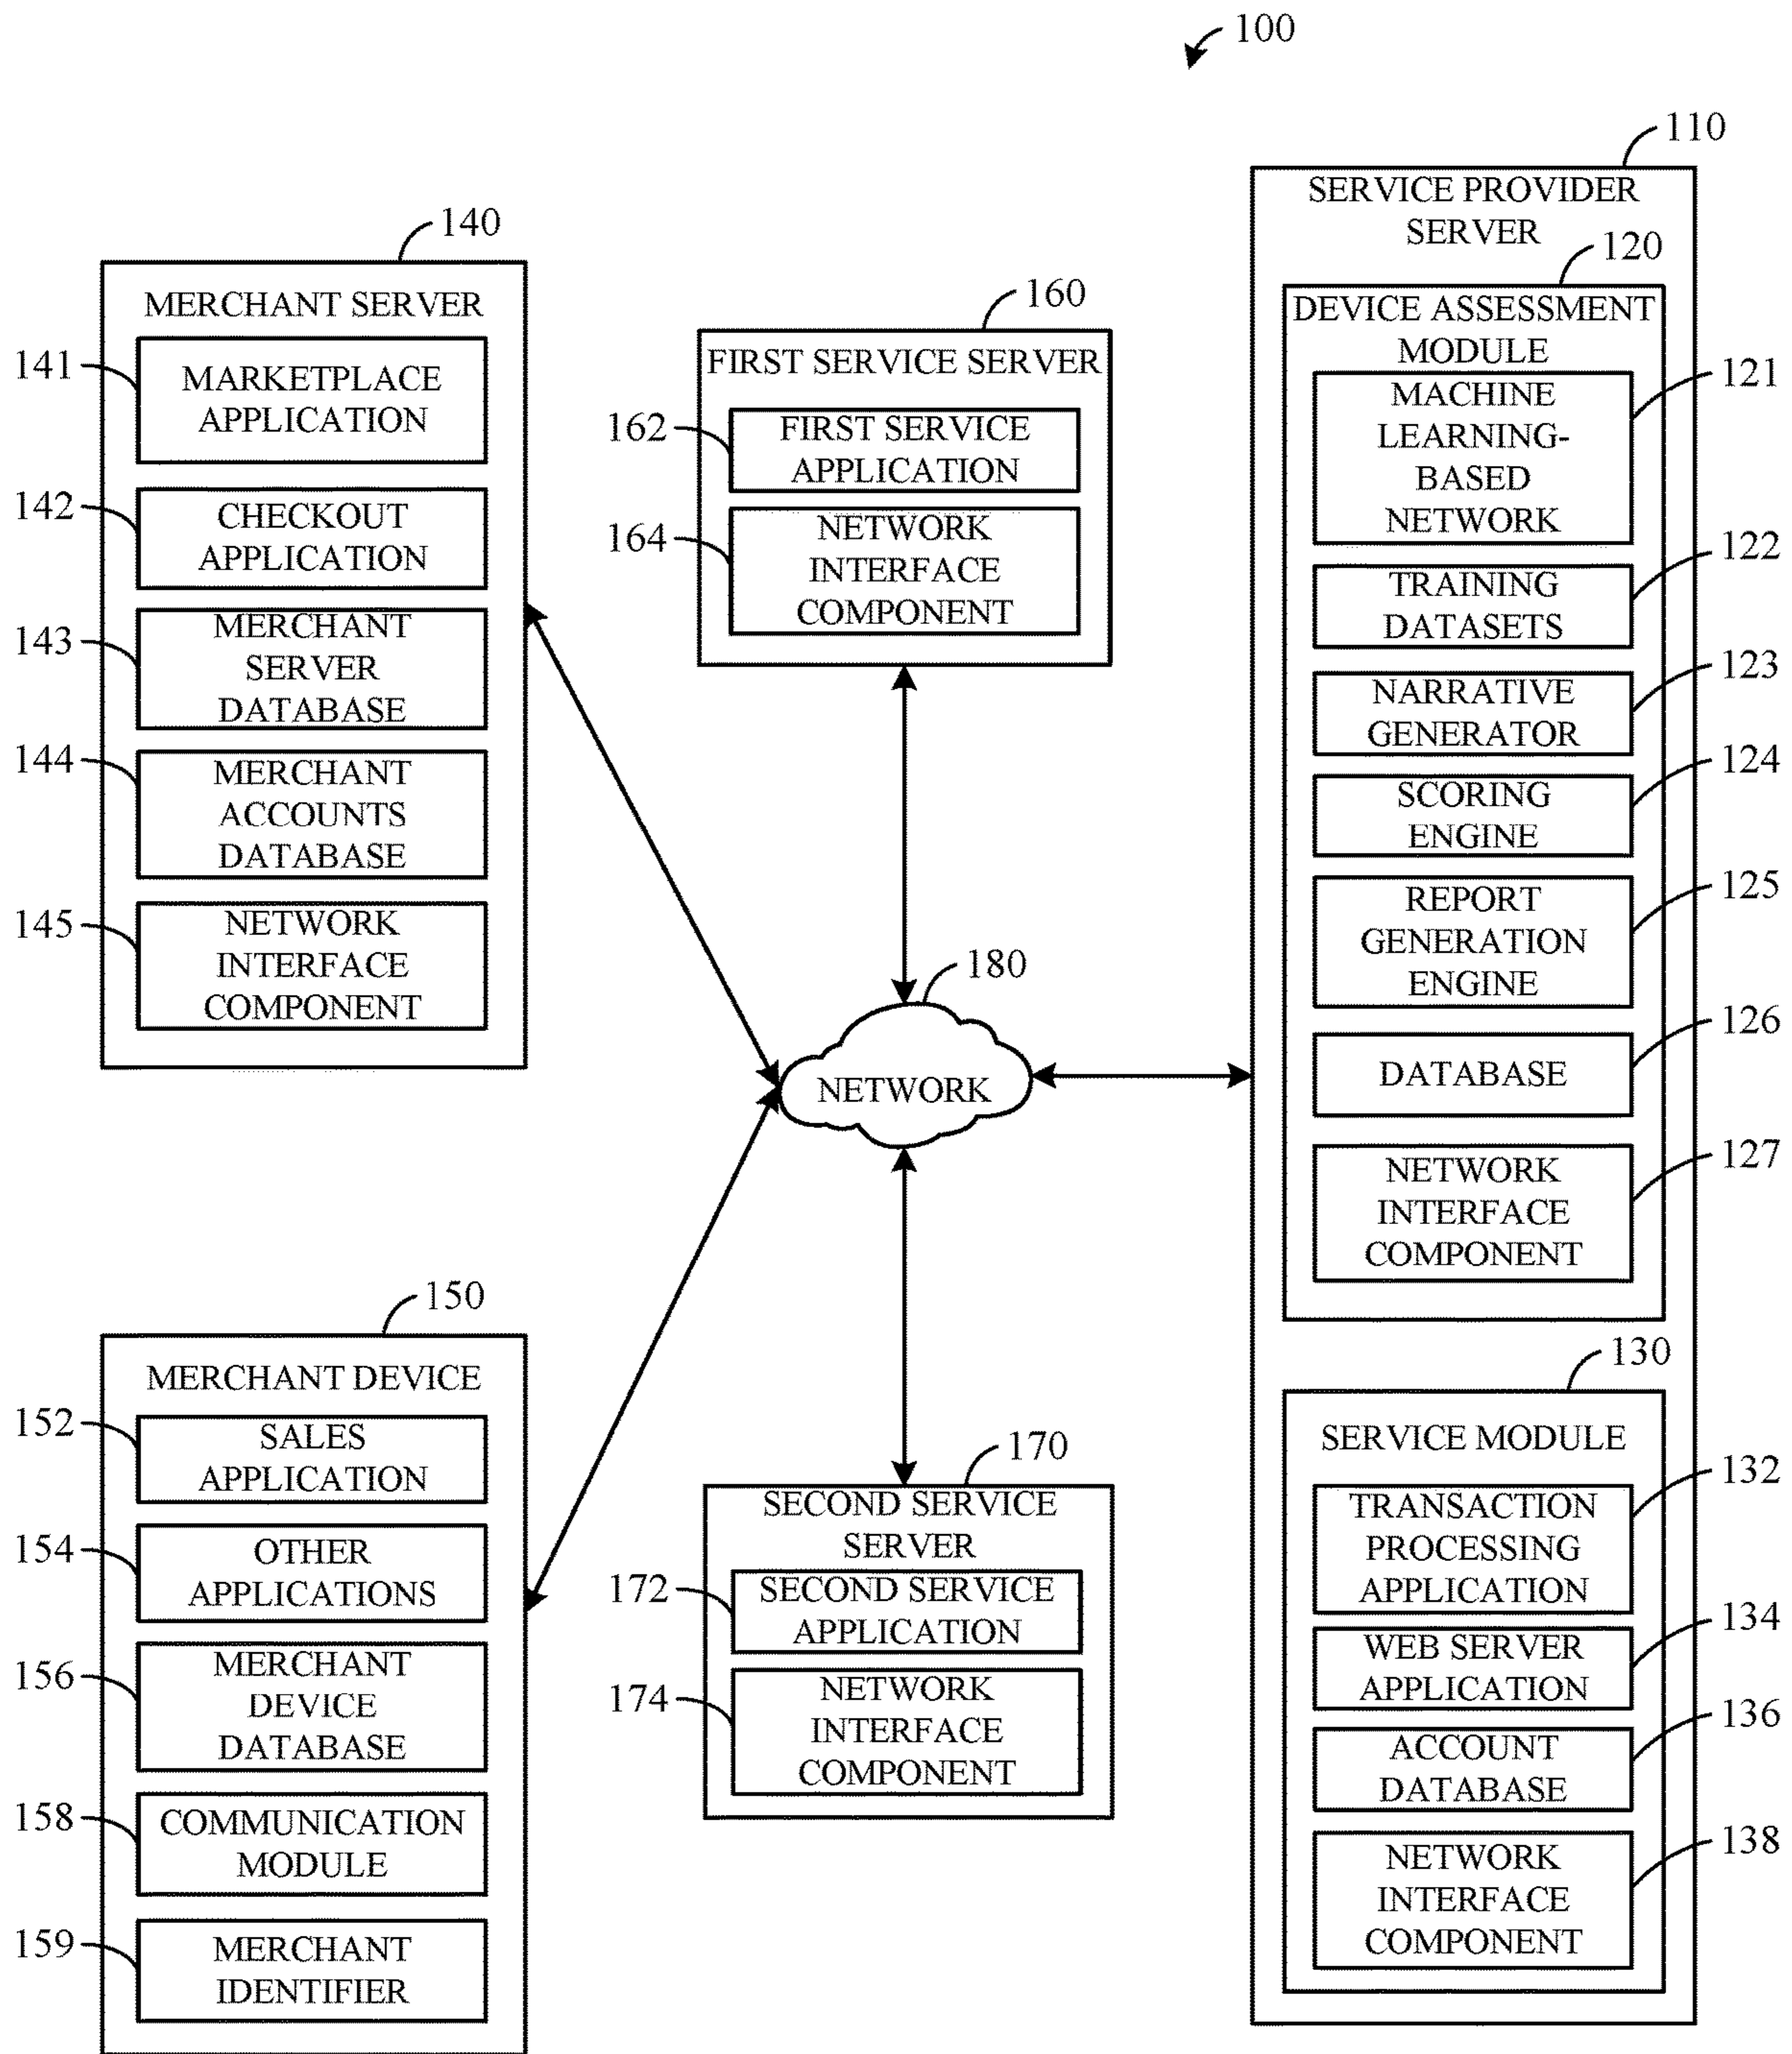 100
140
MERCHANT SERVER
141
MARKETPLACE
APPLICATION
142
CHECKOUT
APPLICATION
143
MERCHANT
SERVER
DATABASE
144
MERCHANT
ACCOUNTS
DATABASE
145
NETWORK
INTERFACE
COMPONENT
150
MERCHANT DEVICE
152
SALES
APPLICATION
154
OTHER
APPLICATIONS
156
MERCHANT
DEVICE
DATABASE
158
COMMUNICATION
MODULE
159
MERCHANT
IDENTIFIER
160
FIRST SERVICE SERVER
162
FIRST SERVICE
APPLICATION
164
NETWORK
INTERFACE
COMPONENT
180
NETWORK
170
SECOND SERVICE
SERVER
172
SECOND SERVICE
APPLICATION
174
NETWORK
INTERFACE
COMPONENT
110
SERVICE PROVIDER
SERVER
120
DEVICE ASSESSMENT
MODULE
121
MACHINE
LEARNING-
BASED
NETWORK
122
TRAINING
DATASETS
123
NARRATIVE
GENERATOR
124
SCORING
ENGINE
125
REPORT
GENERATION
ENGINE
126
DATABASE
127
NETWORK
INTERFACE
COMPONENT
130
SERVICE MODULE
132
TRANSACTION
PROCESSING
APPLICATION
134
WEB SERVER
APPLICATION
136
ACCOUNT
DATABASE
138
NETWORK
INTERFACE
COMPONENT